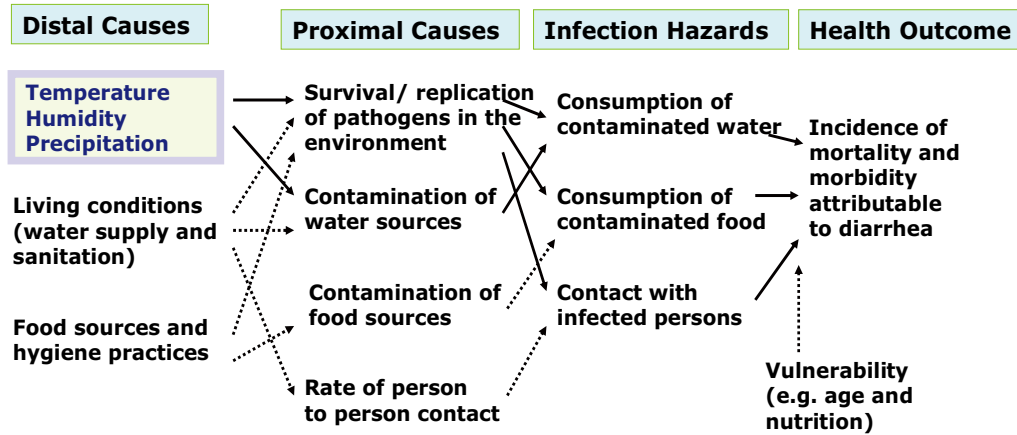 Distal Causes
Proximal Causes
Infection Hazards
Health Outcome
Temperature
Humidity
Precipitation
Living conditions
(water supply and
sanitation)
Food sources and
hygiene practices
Survival/ replication
of pathogens in the
environment
Contamination of
water sources
Contamination of
food sources
Rate of person
to person contact
Consumption of
contaminated water
Consumption of
contaminated food
Contact with
infected persons
Incidence of
mortality and
morbidity
attributable
to diarrhea
Vulnerability
(e.g. age and
nutrition)